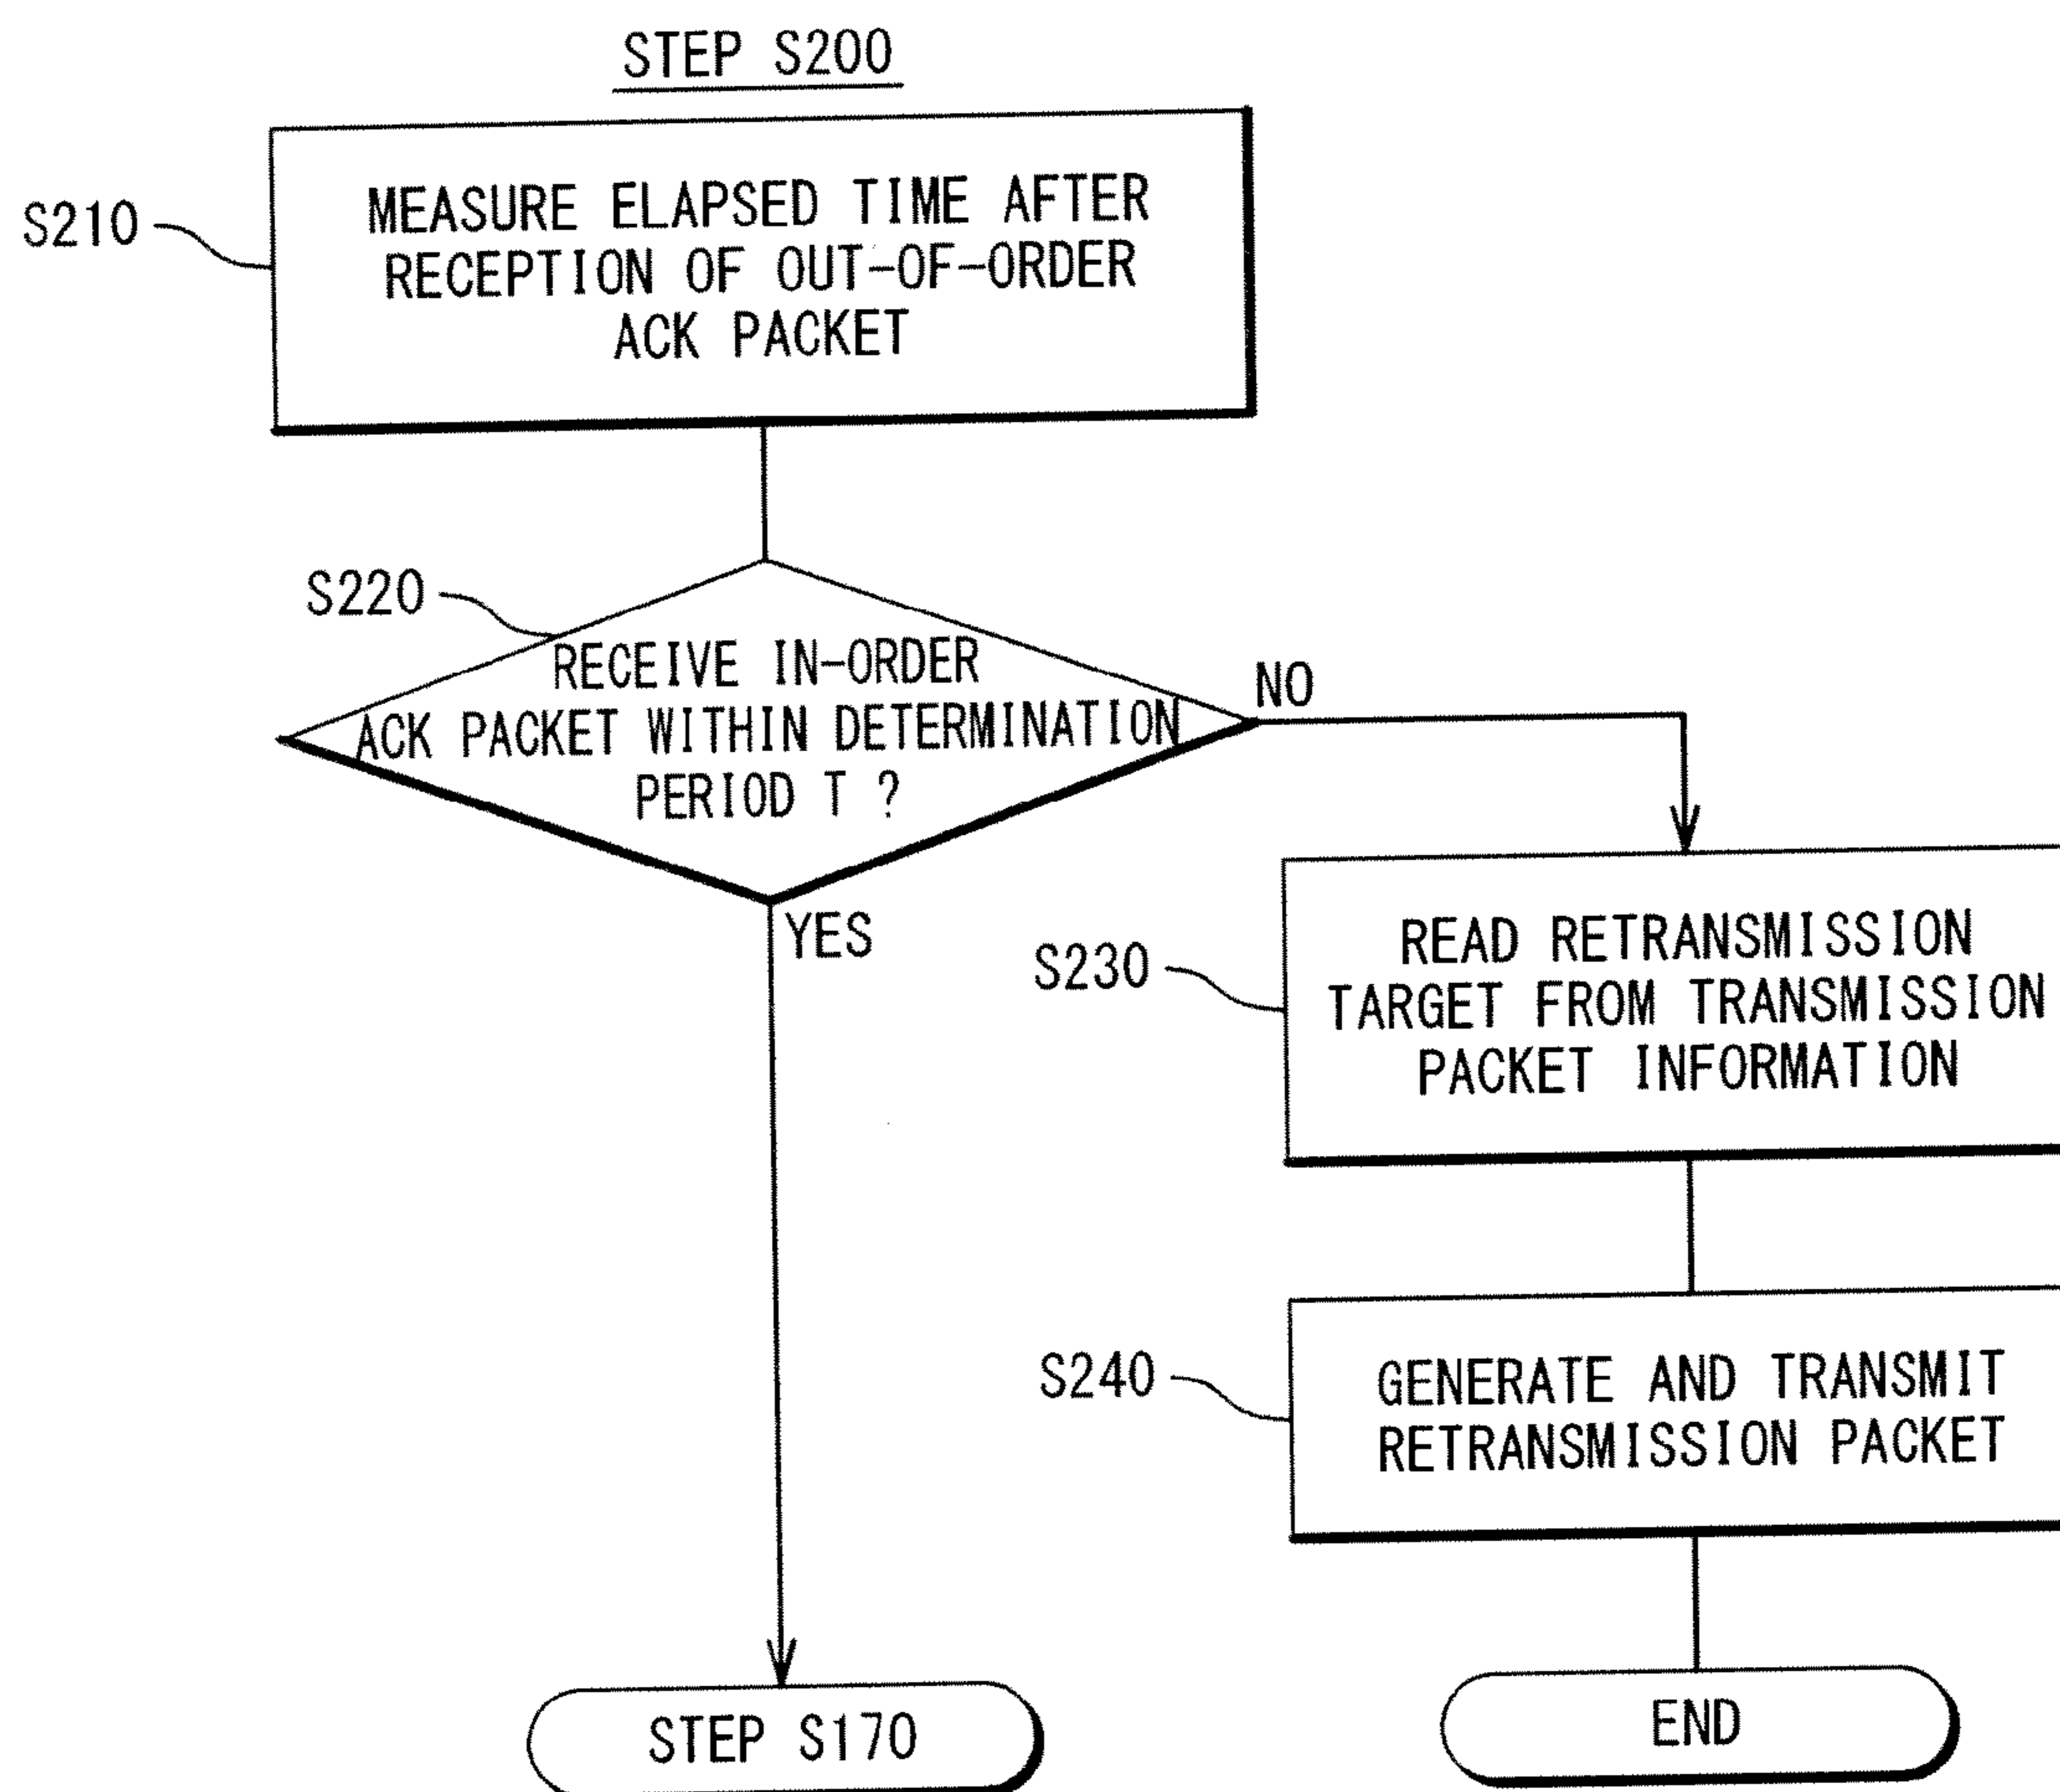 STEP S200
S210
MEASURE ELAPSED TIME AFTER
RECEPTION OF OUT-OF-ORDER
ACK PACKET
S220
RECEIVE IN-ORDER
ACK PACKET WITHIN DETERMINATION
PERIOD T ?
NO
YES
S230
READ RETRANSMISSION
TARGET FROM TRANSMISSION
PACKET INFORMATION
S240
GENERATE AND TRANSMIT
RETRANSMISSION PACKET
STEP S170
END